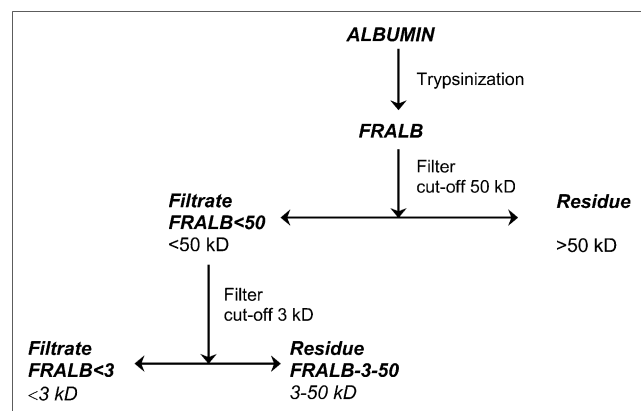 ALBUMIN
Trypsinization
FRALB
Filter
cut-off 50 kD
Filtrate
FRALB<50
<50 kD
Residue
>50 kD
Filter
cut-off 3 kD
Filtrate
FRALB<3
<3 kD
Residue
FRALB-3-50
3-50 kD